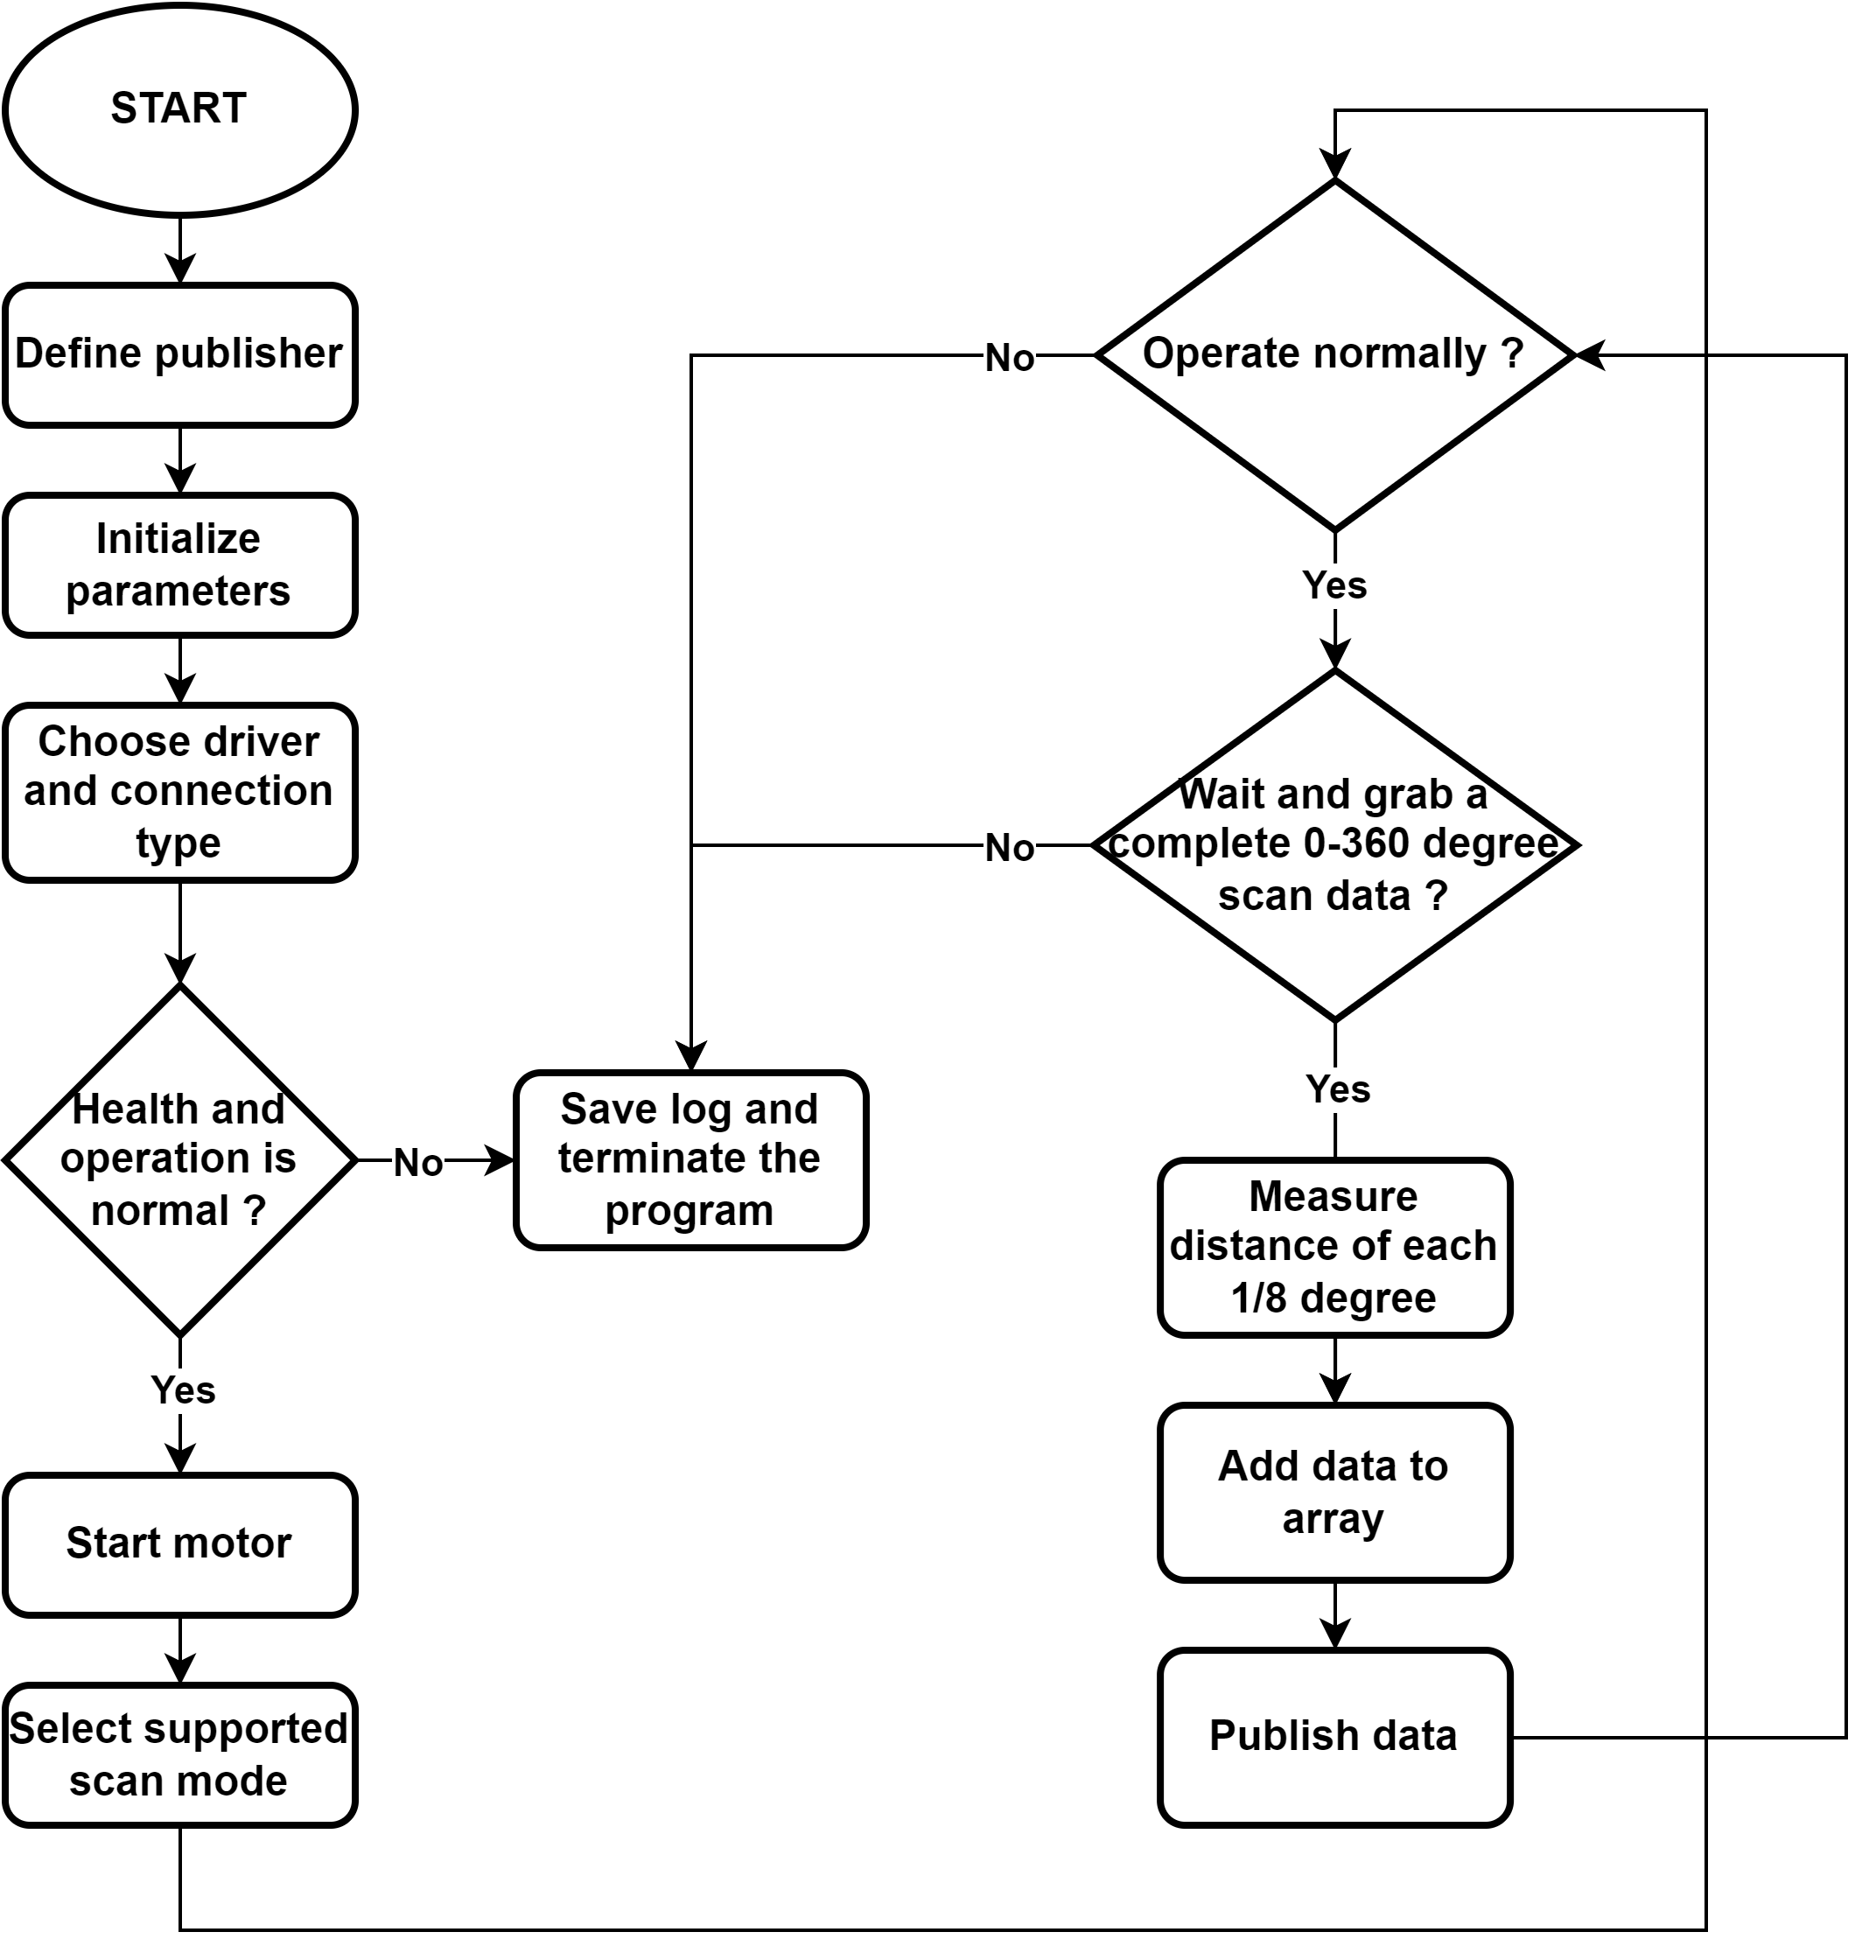 START
Define publisher
Initialize
parameters
Choose driver
and connection
type
Health and
operation is
normal ?
No
Save log and
terminate the
program
Yes
Start motor
Select supported
scan mode
Operate normally ?
No
Yes
Wait and grab a
complete 0-360 degree
scan data ?
No
Yes
Measure
distance of each
1/8 degree
Add data to
array
Publish data